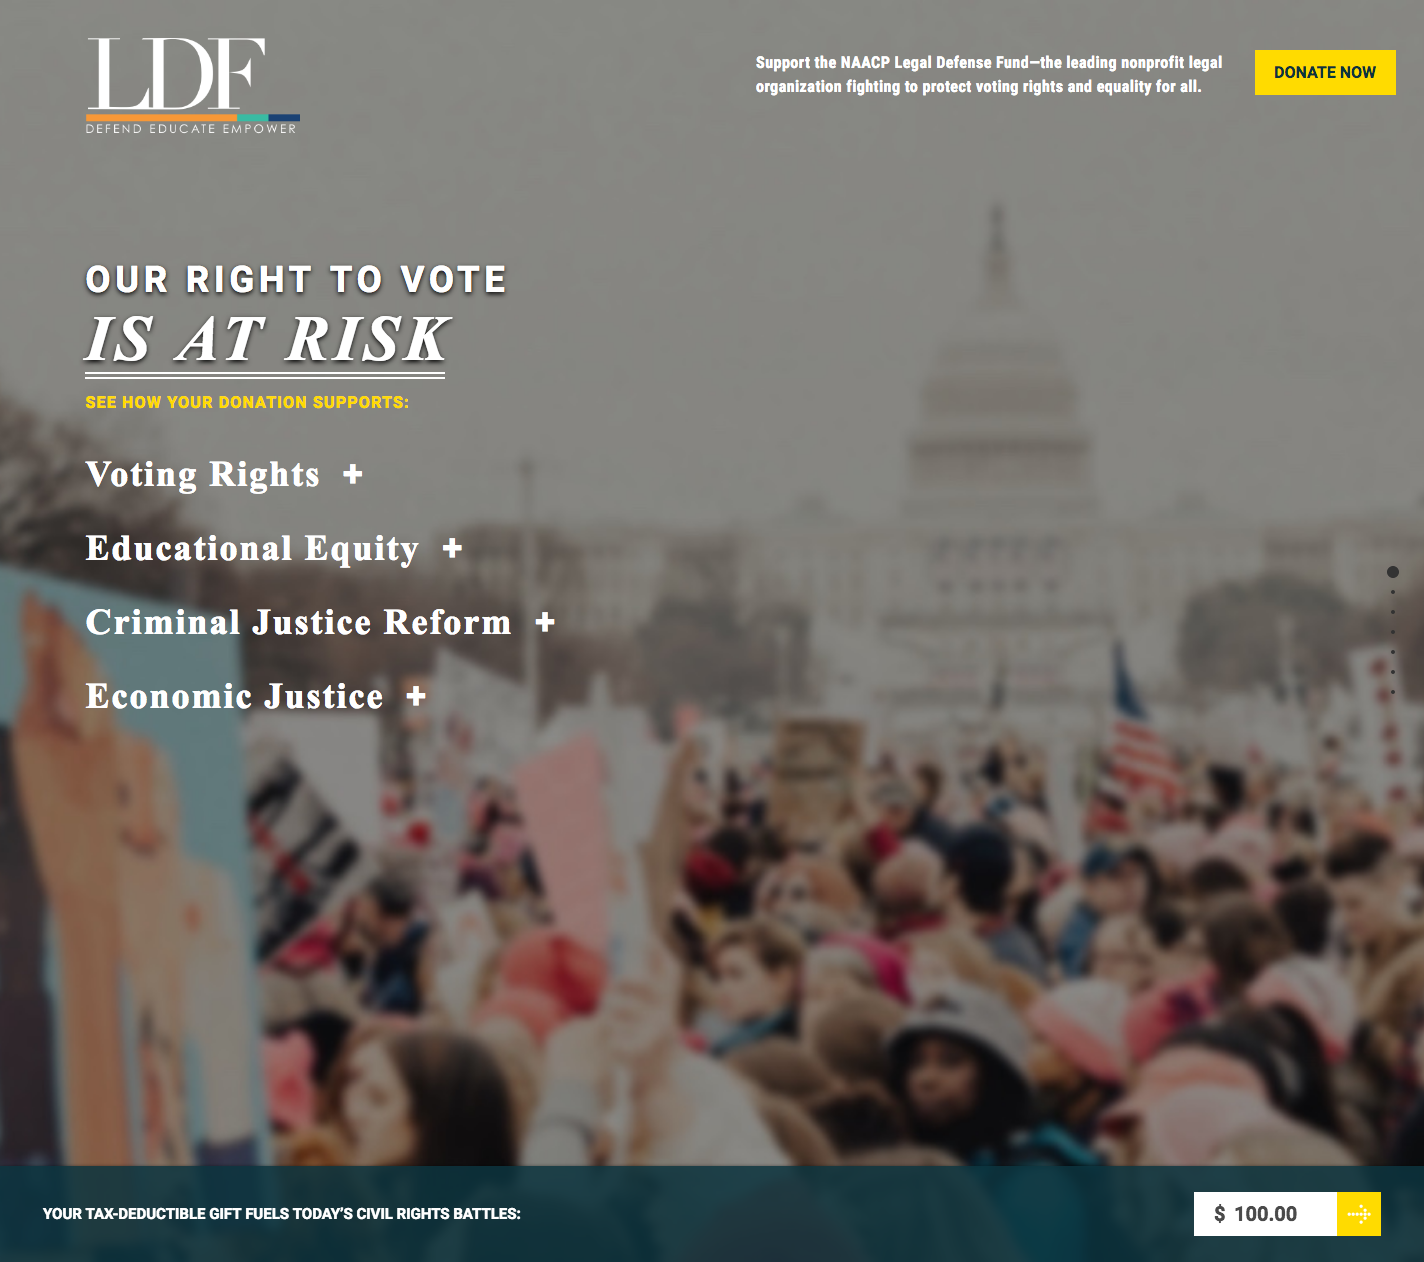 LDF
DEFEND EDUCATE EMPOWER
Support the NAACP Legal Defense Fund—the leading nonprofit legal
organization fighting to protect voting rights and equality for all.
DONATE NOW
OUR RIGHT TO VOTE
IS AT RISK
SEE HOW YOUR DONATION SUPPORTS:
Voting Rights +
Educational Equity +
Criminal Justice Reform +
Economic Justice +
YOUR TAX-DEDUCTIBLE GIFT FUELS TODAY'S CIVIL RIGHTS BATTLES:
$ 100.00